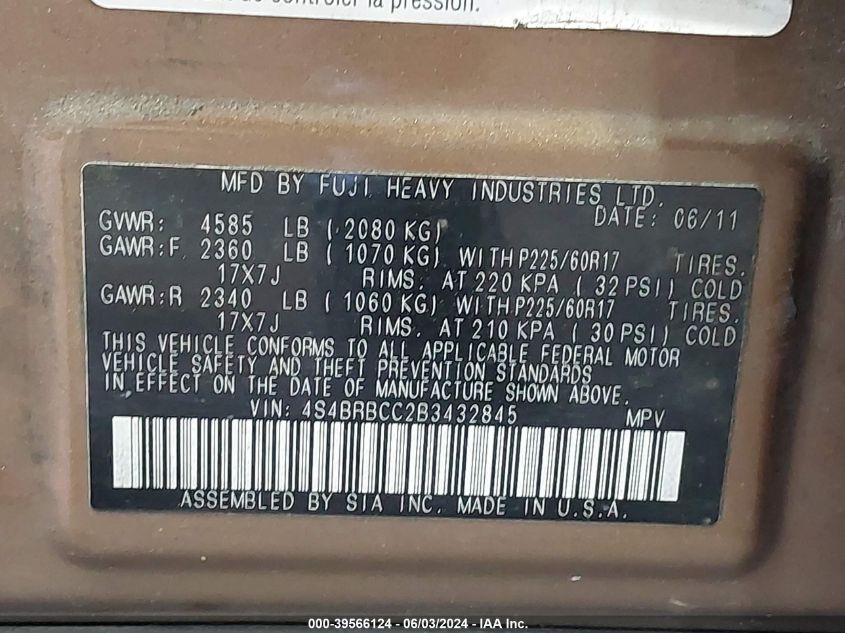 de contrôler la pression.
MFD BY FUJI HEAVY INDUSTRIES LTD.
DATE: 06/11
GVWR: 4585 LB ( 2080 KG)
GAWR:F 2360 LB ( 1070 KG) WITH P225/60R17 TIRES.
17X7J RIMS. AT 220 KPA ( 32 PSI) COLD
GAWR:R 2340 LB ( 1060 KG) WITH P225/60R17 TIRES.
17X7J RIMS. AT 210 KPA ( 30 PSI) COLD
THIS VEHICLE CONFORMS TO ALL APPLICABLE FEDERAL MOTOR
VEHICLE SAFETY AND THEFT PREVENTION STANDARDS
IN EFFECT ON THE DATE OF MANUFACTURE SHOWN ABOVE.
VIN: 4S4BRBCC2B3432845 MPV
ASSEMBLED BY SIA INC. MADE IN U.S.A.
000-39566124 - 06/03/2024 - IAA Inc.